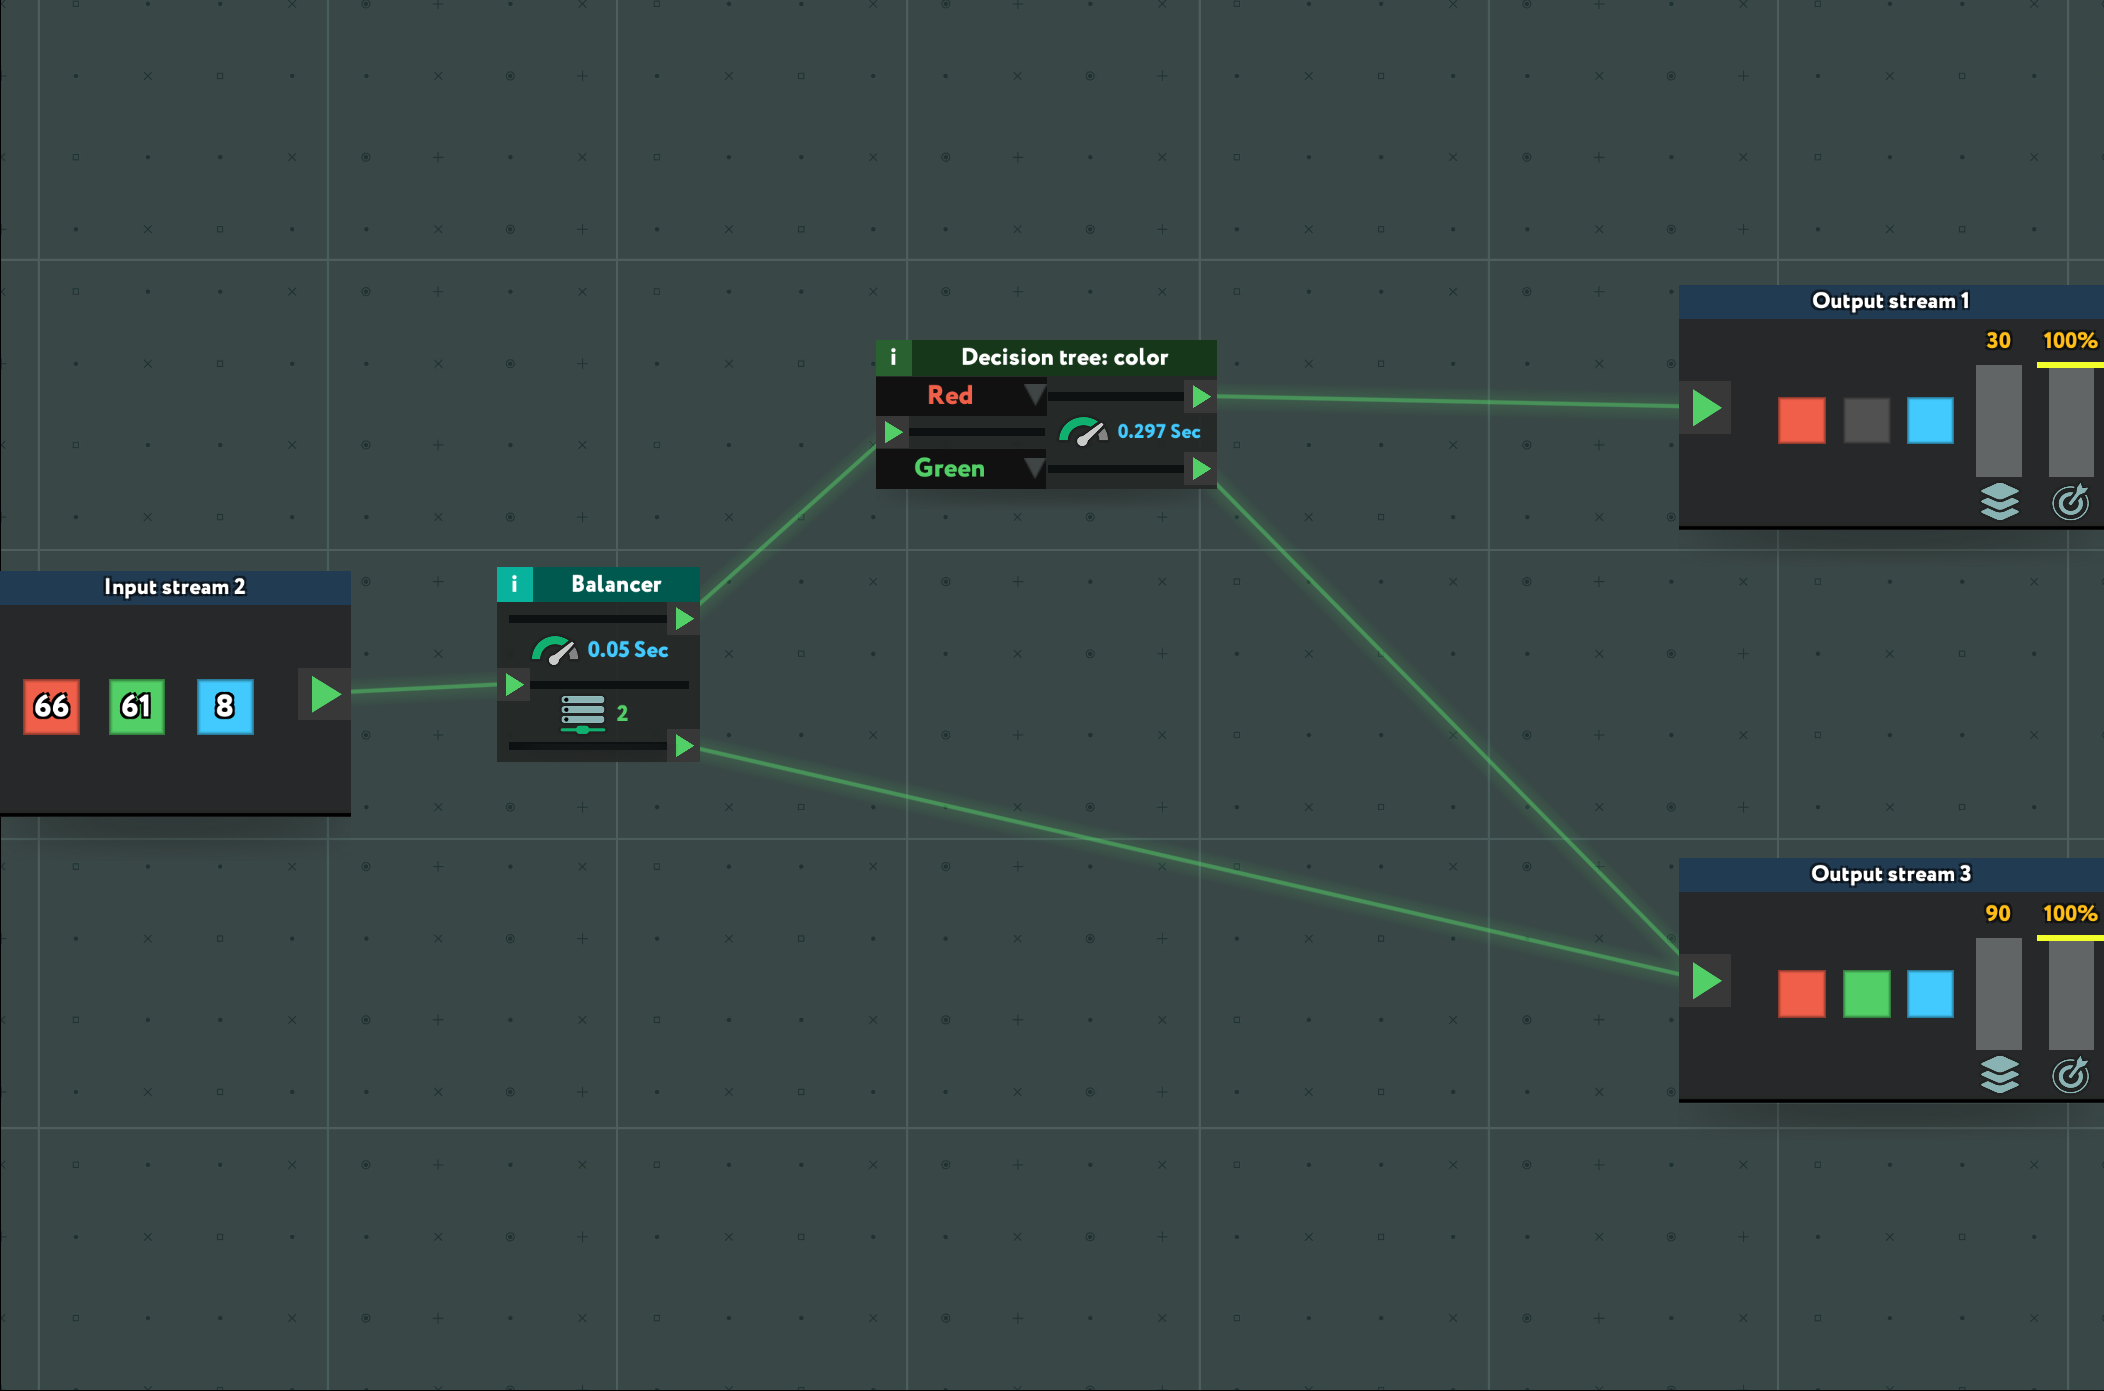 Output stream 1
30 100%
i Decision tree: color
Red
0.297 Sec
Green
Input stream 2
66 61 8
i Balancer
0.05 Sec
2
Output stream 3
90 100%